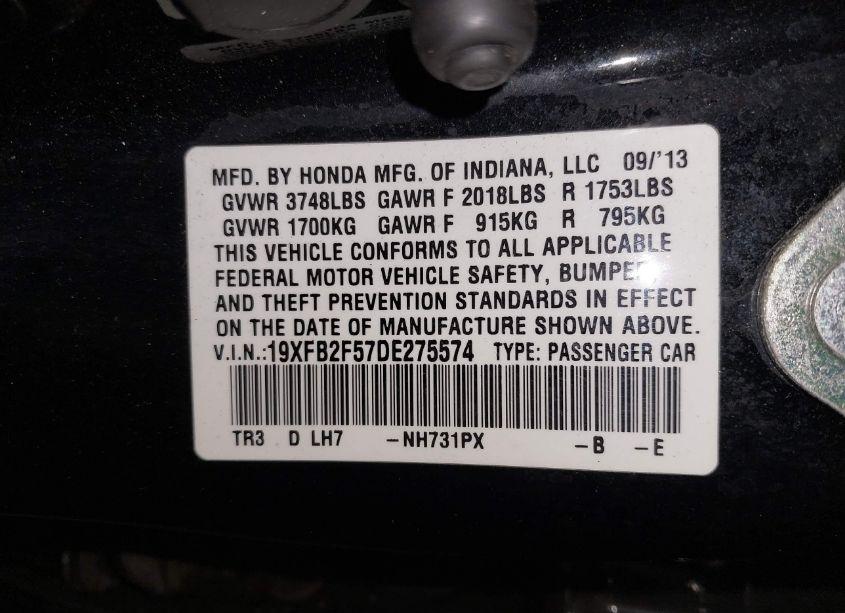 MFD. BY HONDA MFG. OF INDIANA, LLC 09/'13
GVWR 3748LBS GAWR F 2018LBS R 1753LBS
GVWR 1700KG GAWR F 915KG R 795KG
THIS VEHICLE CONFORMS TO ALL APPLICABLE
FEDERAL MOTOR VEHICLE SAFETY, BUMPER
AND THEFT PREVENTION STANDARDS IN EFFECT
ON THE DATE OF MANUFACTURE SHOWN ABOVE.
V.I.N.:19XFB2F57DE275574 TYPE: PASSENGER CAR
TR3 D LH7 -NH731PX -B -E